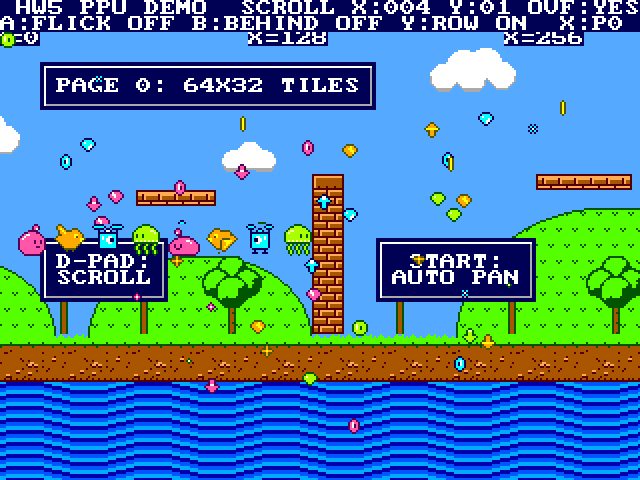 HW5 PPU DEMO SCROLL X:004 Y:01 OVF:YES
A:FLICK OFF B:BEHIND OFF Y:ROW ON X:P0
=0 X=128 X=256
PAGE 0: 64X32 TILES
D-PAD:
SCROLL
START:
AUTO PAN